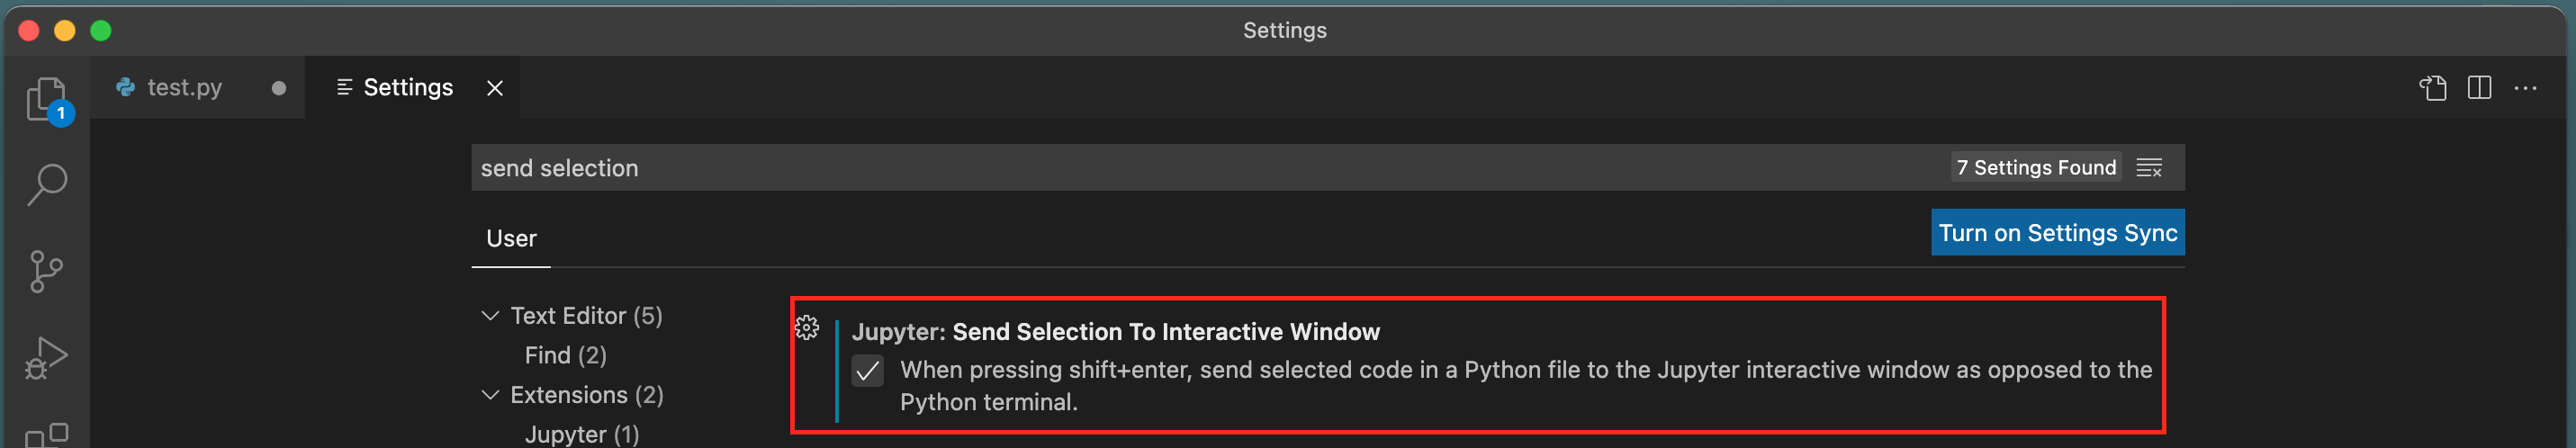 Settings
test.py
Settings
1
send selection
7 Settings Found
User
Turn on Settings Sync
Text Editor (5)
Find (2)
Extensions (2)
Jupyter (1)
Jupyter: Send Selection To Interactive Window
When pressing shift+enter, send selected code in a Python file to the Jupyter interactive window as opposed to the
Python terminal.